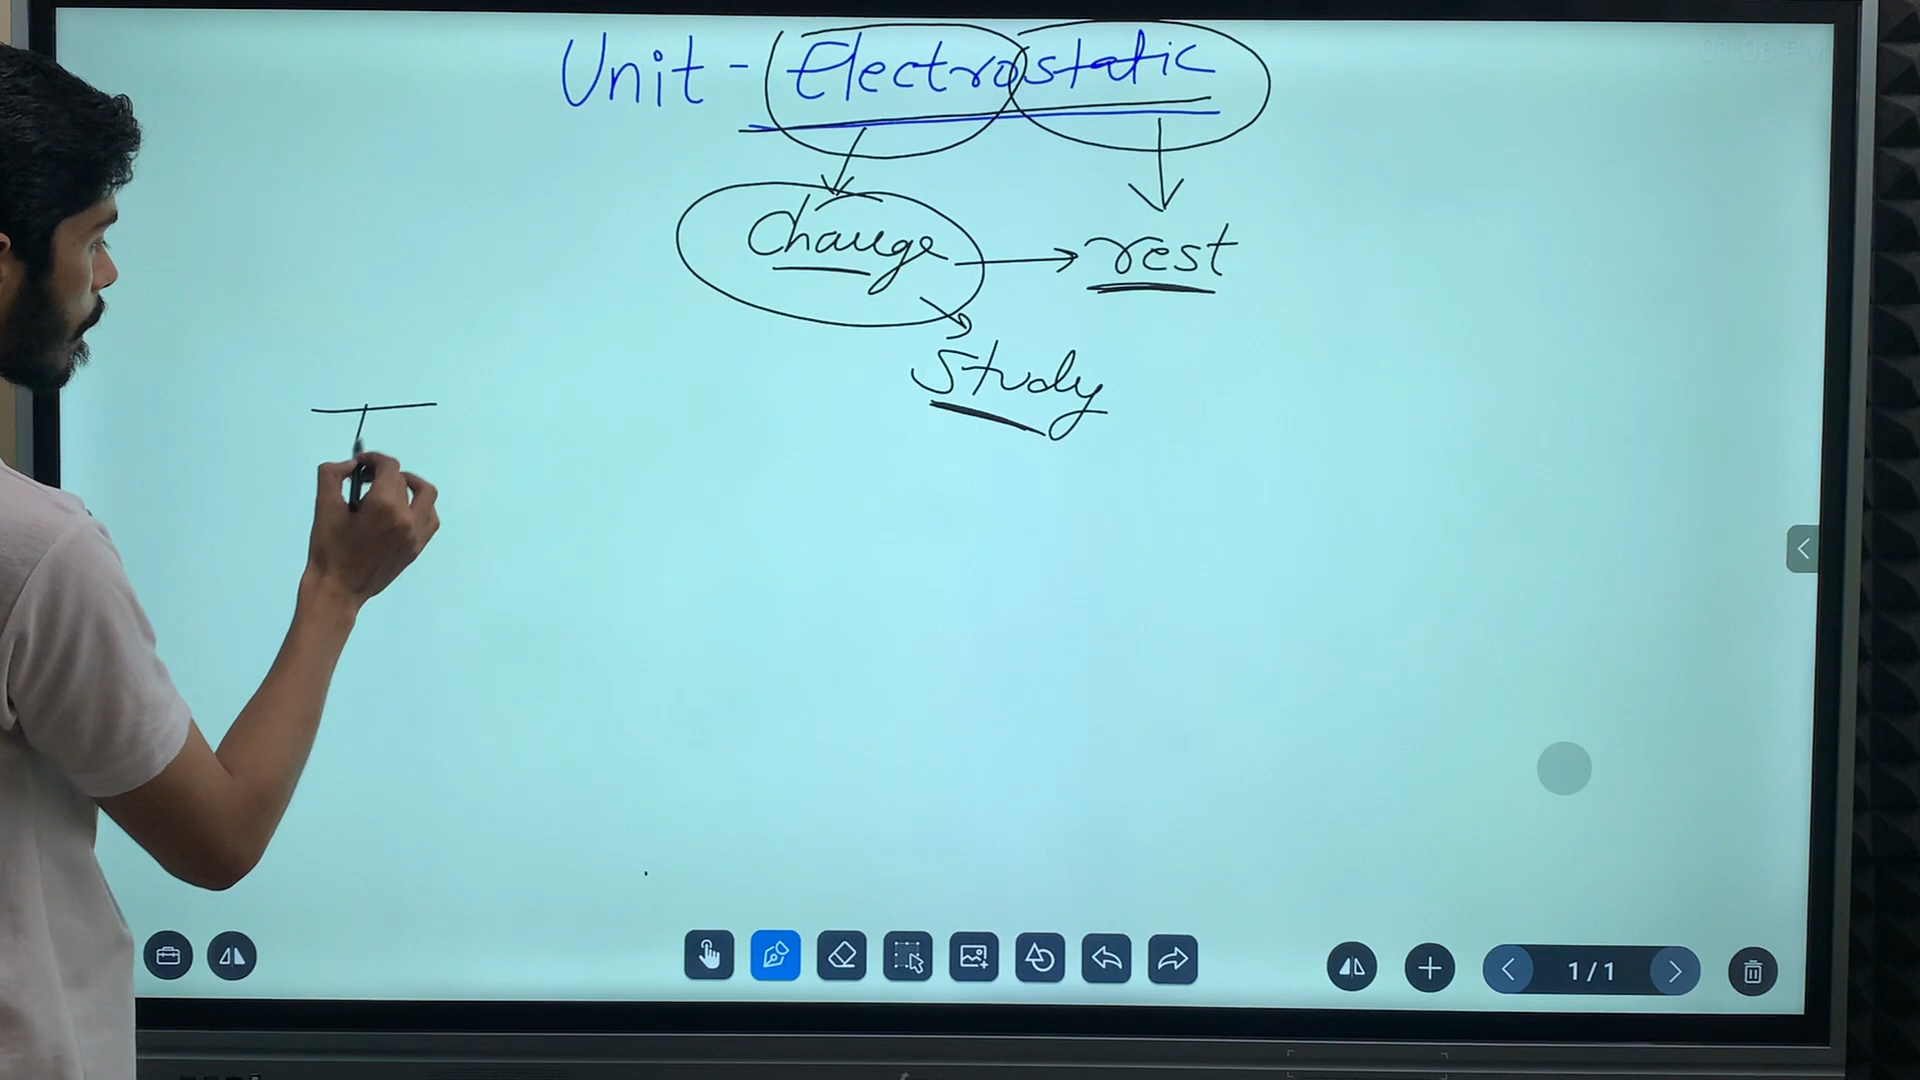 Unit - Electrostatic
Charge → rest
Study
T
1/1